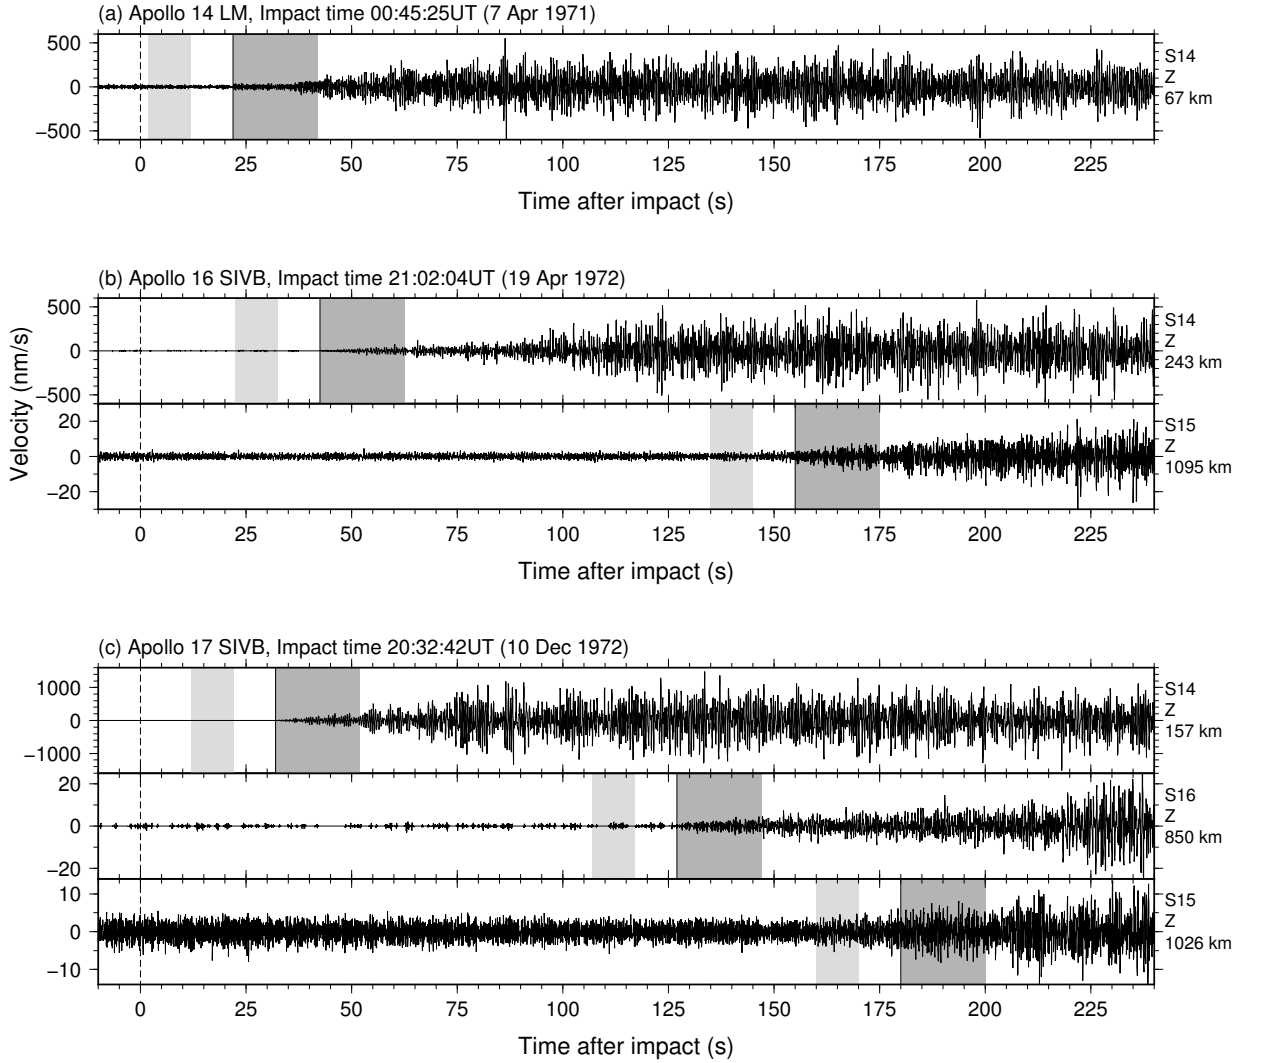 (a) Apollo 14 LM, Impact time 00:45:25UT (7 Apr 1971)
500
0
−500
S14
Z
67 km
0 25 50 75 100 125 150 175 200 225
Time after impact (s)
(b) Apollo 16 SIVB, Impact time 21:02:04UT (19 Apr 1972)
Velocity (nm/s)
500
0
−500
S14
Z
243 km
20
0
−20
S15
Z
1095 km
0 25 50 75 100 125 150 175 200 225
Time after impact (s)
(c) Apollo 17 SIVB, Impact time 20:32:42UT (10 Dec 1972)
1000
0
−1000
S14
Z
157 km
20
0
−20
S16
Z
850 km
10
0
−10
S15
Z
1026 km
0 25 50 75 100 125 150 175 200 225
Time after impact (s)